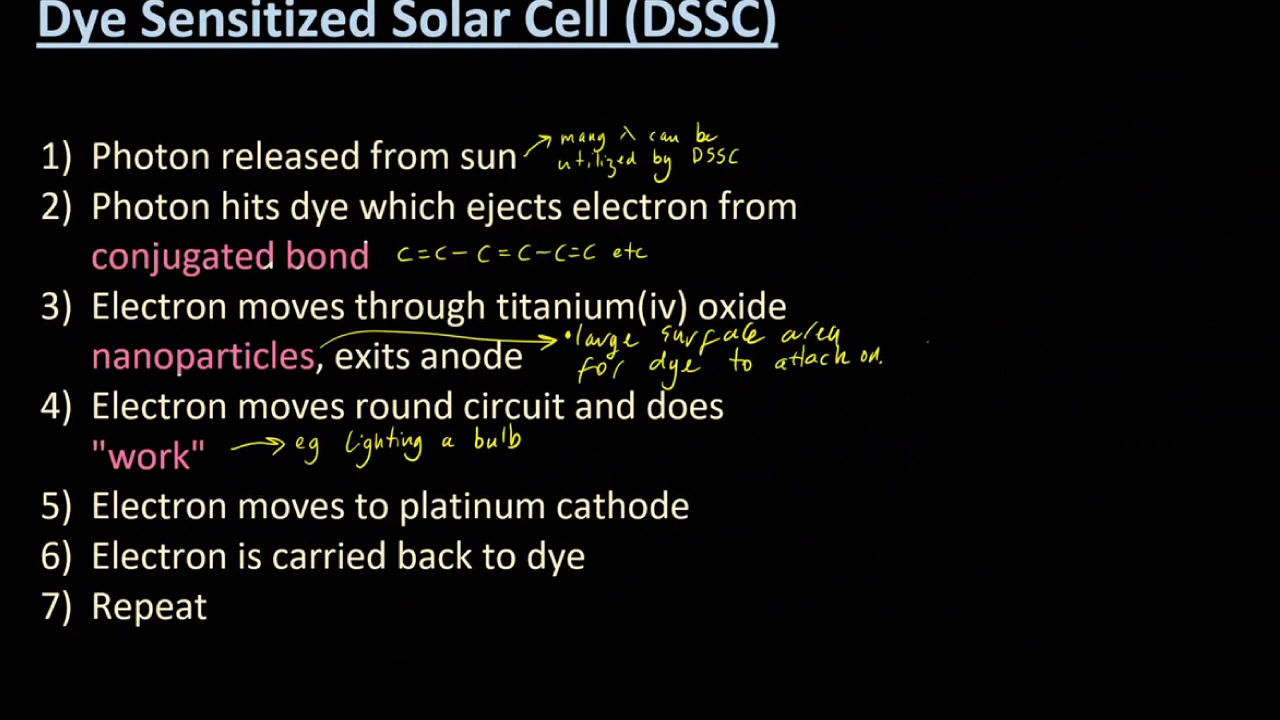 Dye Sensitized Solar Cell (DSSC)
1) Photon released from sun → many λ can be
utilized by DSSC
2) Photon hits dye which ejects electron from
conjugated bond C=C-C=C-C=C etc
3) Electron moves through titanium(iv) oxide
nanoparticles, exits anode → •large surface area
for dye to attach on.
4) Electron moves round circuit and does
"work" → eg lighting a bulb
5) Electron moves to platinum cathode
6) Electron is carried back to dye
7) Repeat